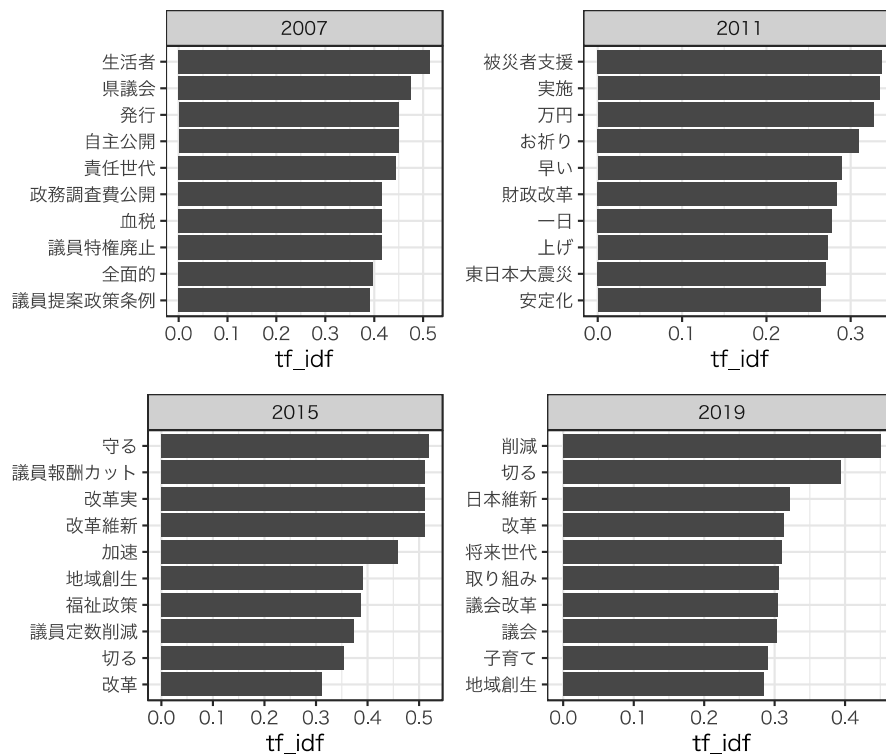 2007
生活者
県議会
発行
自主公開
責任世代
政務調査費公開
血税
議員特権廃止
全面的
議員提案政策条例
0.0 0.1 0.2 0.3 0.4 0.5
tf_idf
2011
被災者支援
実施
万円
お祈り
早い
財政改革
一日
上げ
東日本大震災
安定化
0.0 0.1 0.2 0.3
tf_idf
2015
守る
議員報酬カット
改革実
改革維新
加速
地域創生
福祉政策
議員定数削減
切る
改革
0.0 0.1 0.2 0.3 0.4 0.5
tf_idf
2019
削減
切る
日本維新
改革
将来世代
取り組み
議会改革
議会
子育て
地域創生
0.0 0.1 0.2 0.3 0.4
tf_idf